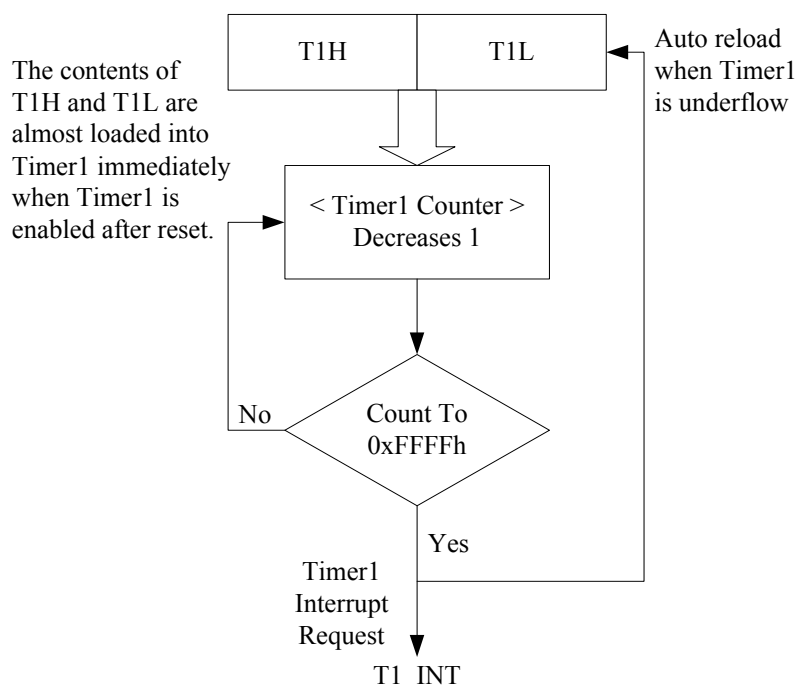 T1H
T1L
Auto reload
when Timer1
is underflow
The contents of
T1H and T1L are
almost loaded into
Timer1 immediately
when Timer1 is
enabled after reset.
< Timer1 Counter >
Decreases 1
No
Count To
0xFFFFh
Yes
Timer1
Interrupt
Request
T1 INT